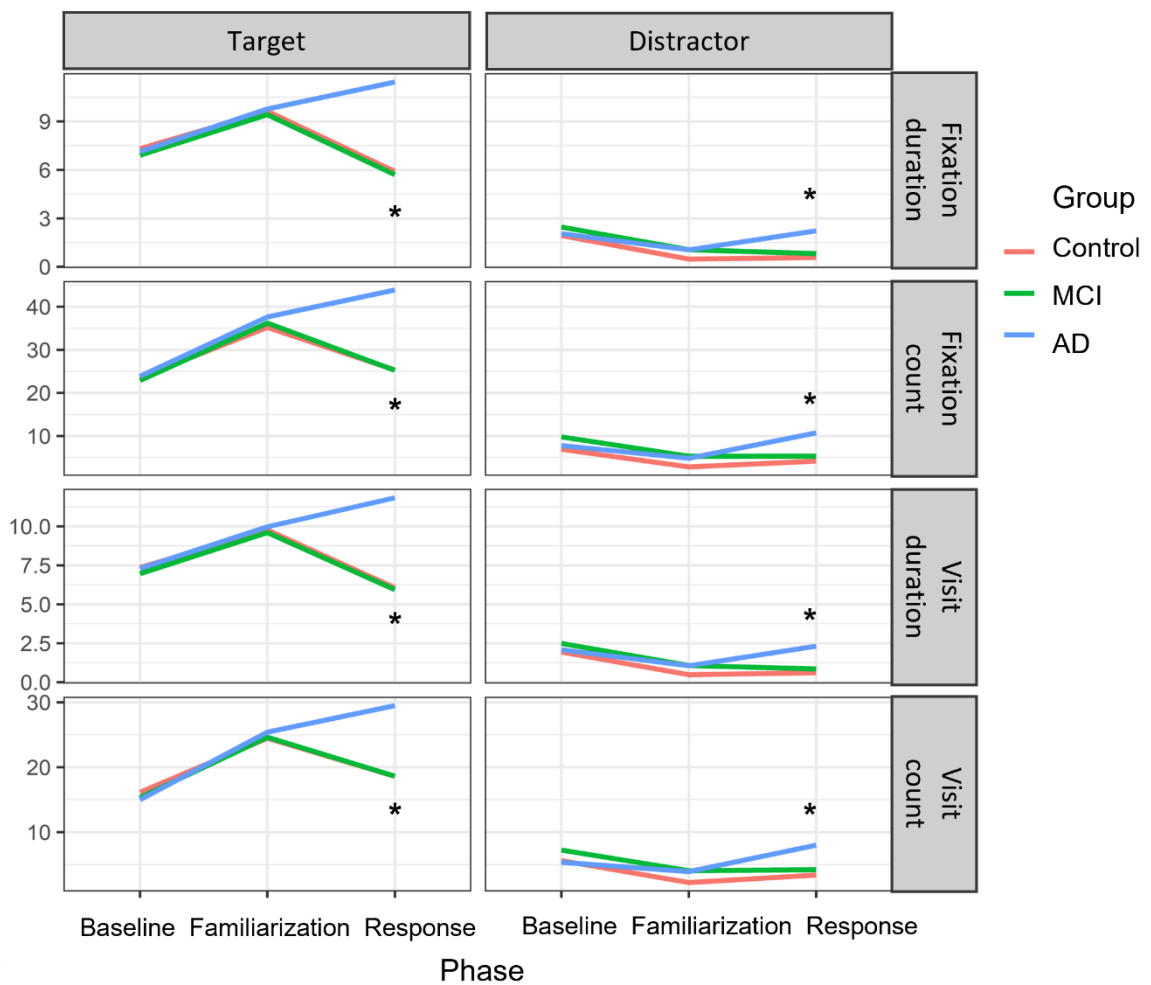 Target Distractor
9
6
3
0
*
*
Fixation
duration
40
30
20
10
*
*
Fixation
count
10.0
7.5
5.0
2.5
0.0
*
*
Visit
duration
30
20
10
*
*
Visit
count
Baseline Familiarization Response
Baseline Familiarization Response
Phase
Group
Control
MCI
AD